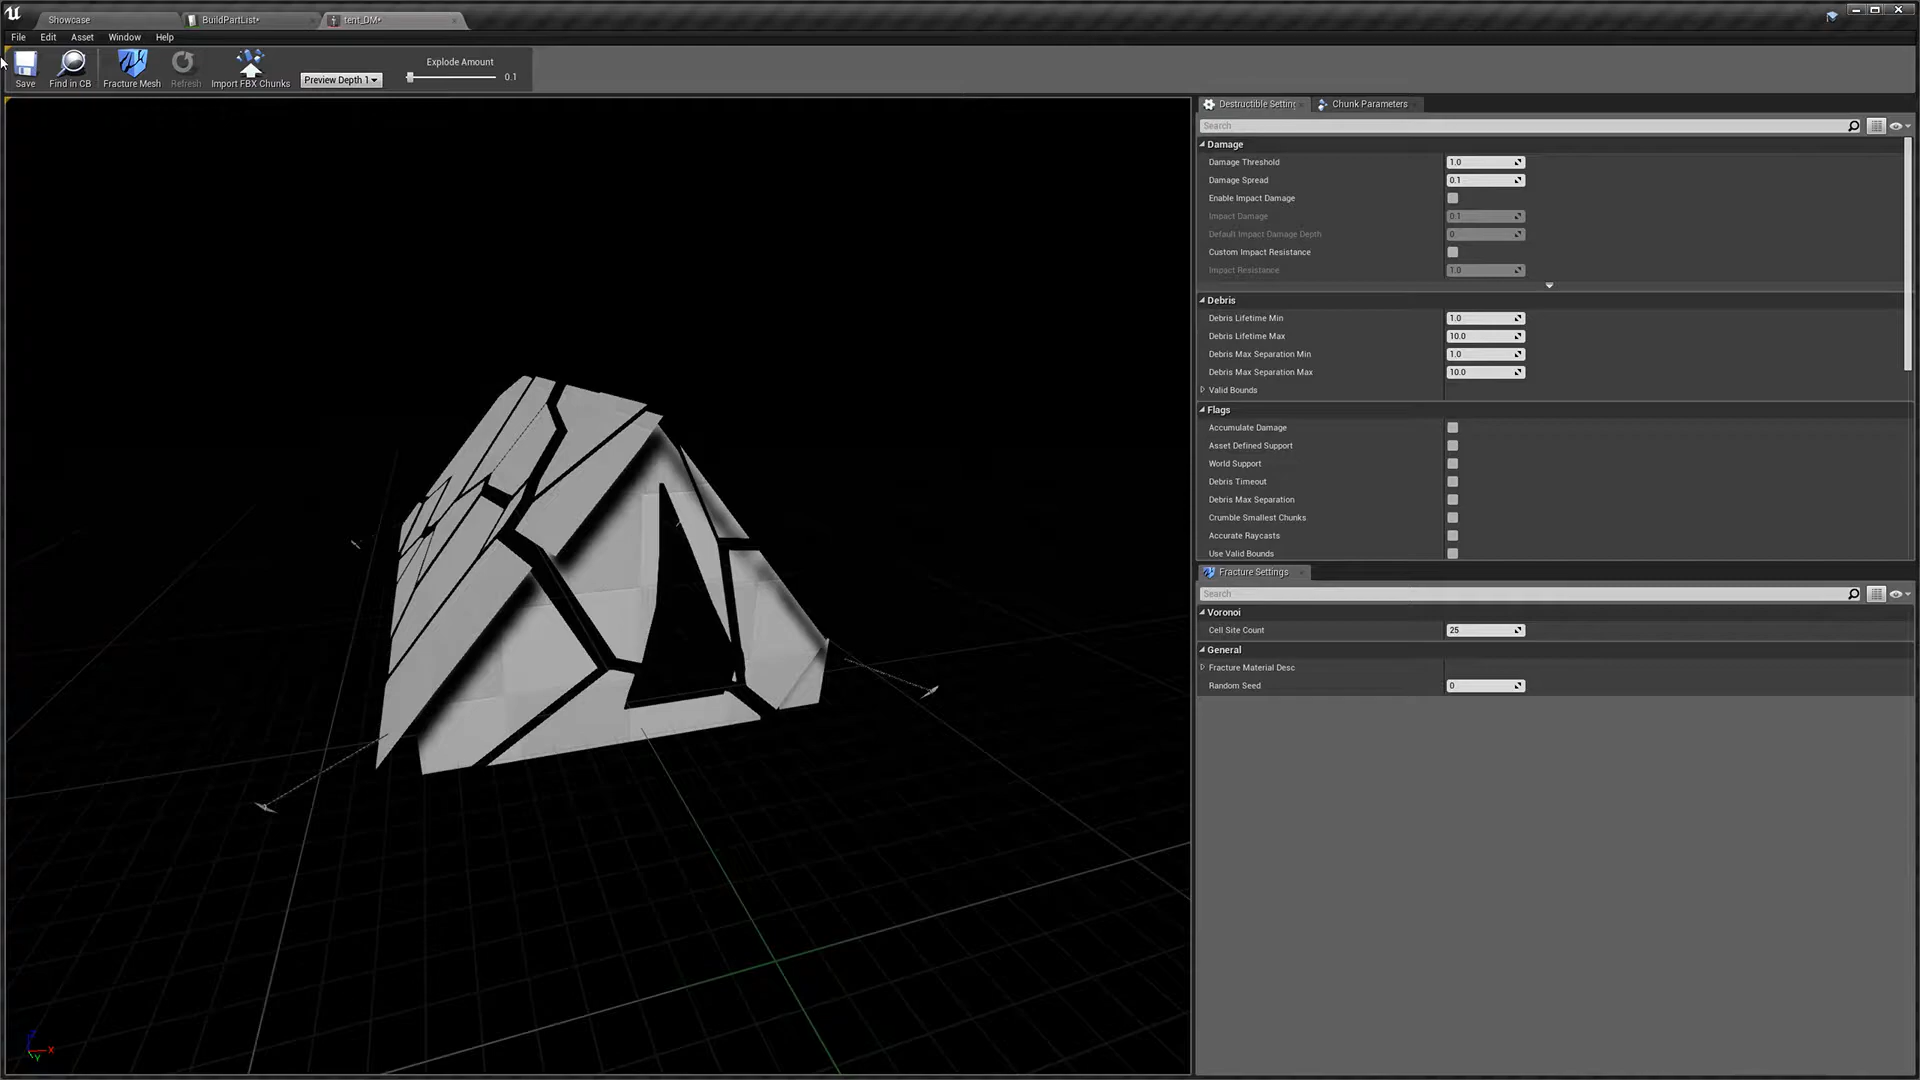 Showcase
BuildPartList*
tent_DM*
File Edit Asset Window Help
Save
Find in CB
Fracture Mesh
Refresh
Import FBX Chunks
Preview Depth 1
Explode Amount
0.1
Destructible Setting
Chunk Parameters
Search
Damage
Damage Threshold 1.0
Damage Spread 0.1
Enable Impact Damage
Impact Damage 0.1
Default Impact Damage Depth 0
Custom Impact Resistance
Impact Resistance 1.0
Debris
Debris Lifetime Min 1.0
Debris Lifetime Max 10.0
Debris Max Separation Min 1.0
Debris Max Separation Max 10.0
Valid Bounds
Flags
Accumulate Damage
Asset Defined Support
World Support
Debris Timeout
Debris Max Separation
Crumble Smallest Chunks
Accurate Raycasts
Use Valid Bounds
Fracture Settings
Search
Voronoi
Cell Site Count 25
General
Fracture Material Desc
Random Seed 0
Z
X
Y